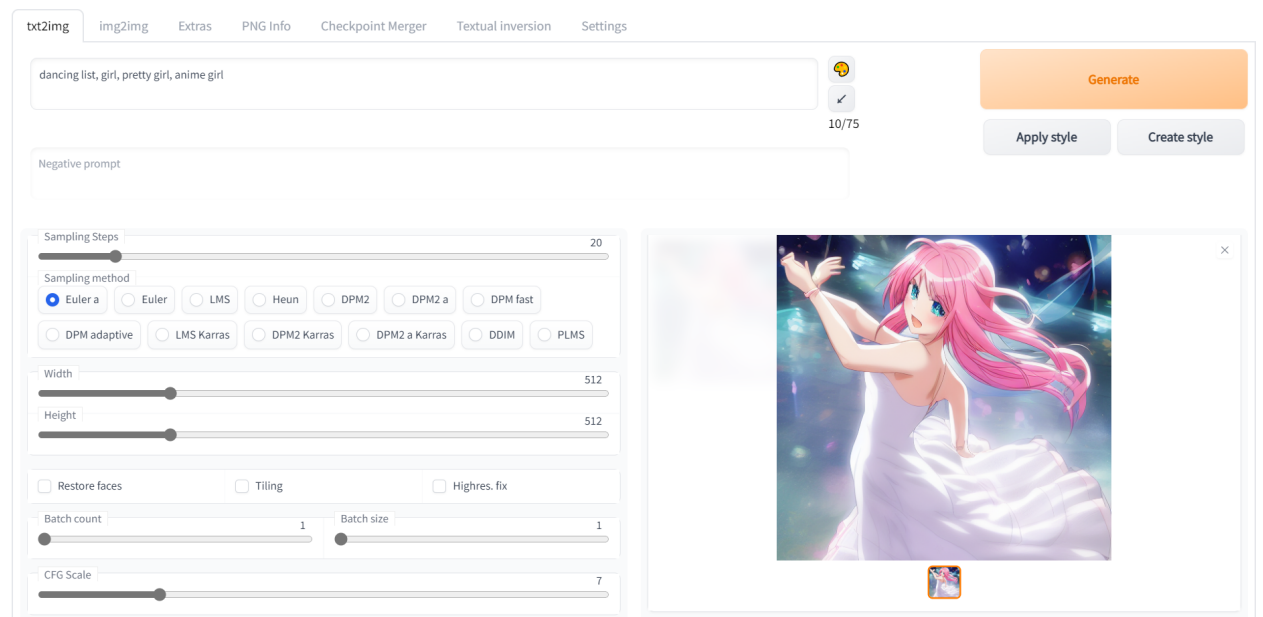 txt2img img2img Extras PNG Info Checkpoint Merger Textual inversion Settings
dancing list, girl, pretty girl, anime girl
10/75
Generate
Apply style Create style
Negative prompt
Sampling Steps 20
Sampling method
Euler a Euler LMS Heun DPM2 DPM2 a DPM fast
DPM adaptive LMS Karras DPM2 Karras DPM2 a Karras DDIM PLMS
Width 512
Height 512
Restore faces Tiling Highres. fix
Batch count 1 Batch size 1
CFG Scale 7